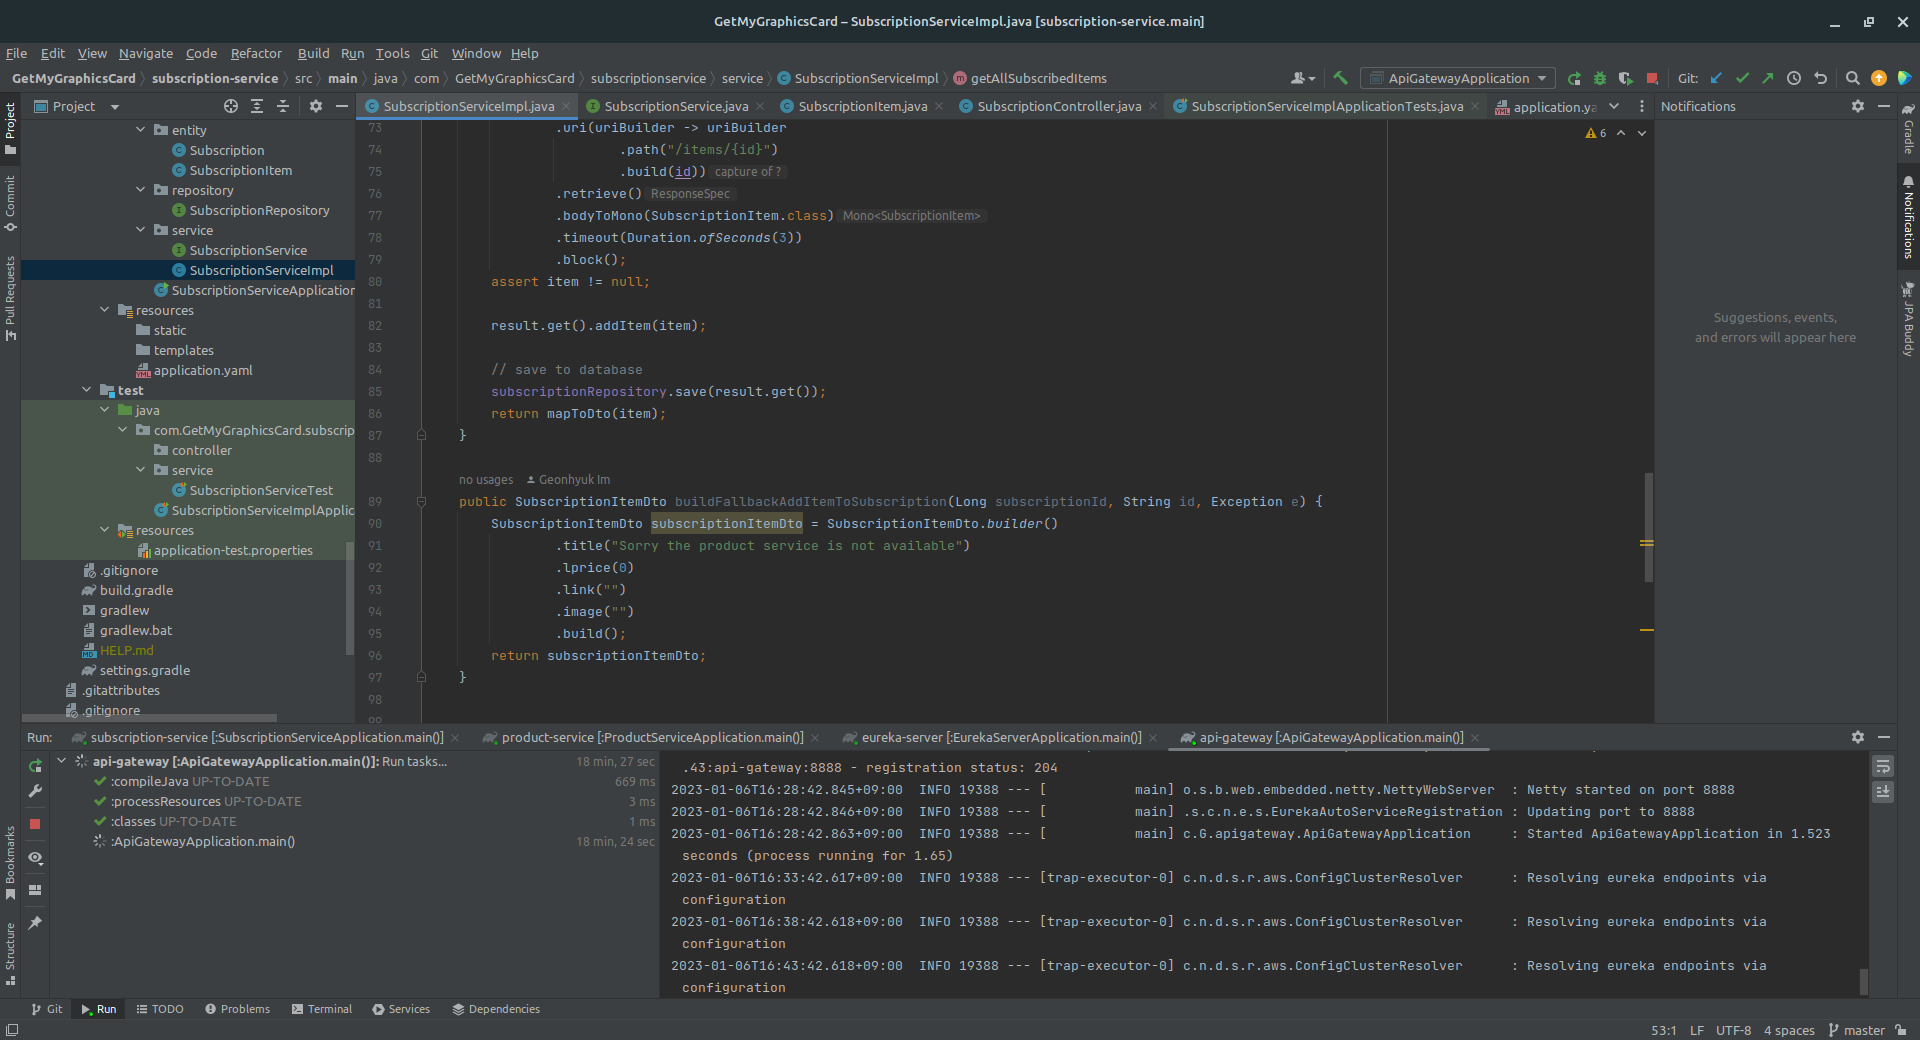 GetMyGraphicsCard – SubscriptionServiceImpl.java [subscription-service.main]
File Edit View Navigate Code Refactor Build Run Tools Git Window Help
GetMyGraphicsCard subscription-service src main java com GetMyGraphicsCard subscriptionservice service SubscriptionServiceImpl getAllSubscribedItems
ApiGatewayApplication
Git:
Project
SubscriptionServiceImpl.java
SubscriptionService.java
SubscriptionItem.java
SubscriptionController.java
SubscriptionServiceImplApplicationTests.java
application.ya
Notifications
Project
Commit
Pull Requests
Bookmarks
Structure
entity
Subscription
SubscriptionItem
repository
SubscriptionRepository
service
SubscriptionService
SubscriptionServiceImpl
SubscriptionServiceApplication
resources
static
templates
application.yaml
test
java
com.GetMyGraphicsCard.subscrip
controller
service
SubscriptionServiceTest
SubscriptionServiceImplApplic
resources
application-test.properties
.gitignore
build.gradle
gradlew
gradlew.bat
HELP.md
settings.gradle
.gitattributes
.gitignore
6
73 .uri(uriBuilder -> uriBuilder
74 .path("/items/{id}")
75 .build(id)) capture of ?
76 .retrieve() ResponseSpec
77 .bodyToMono(SubscriptionItem.class) Mono<SubscriptionItem>
78 .timeout(Duration.ofSeconds(3))
79 .block();
80 assert item != null;
81
82 result.get().addItem(item);
83
84 // save to database
85 subscriptionRepository.save(result.get());
86 return mapToDto(item);
87 }
88
no usages Geonhyuk Im
89 public SubscriptionItemDto buildFallbackAddItemToSubscription(Long subscriptionId, String id, Exception e) {
90 SubscriptionItemDto subscriptionItemDto = SubscriptionItemDto.builder()
91 .title("Sorry the product service is not available")
92 .lprice(0)
93 .link("")
94 .image("")
95 .build();
96 return subscriptionItemDto;
97 }
98
99
Suggestions, events,
and errors will appear here
Gradle
Notifications
JPA Buddy
Run: subscription-service [:SubscriptionServiceApplication.main()] product-service [:ProductServiceApplication.main()] eureka-server [:EurekaServerApplication.main()] api-gateway [:ApiGatewayApplication.main()]
api-gateway [:ApiGatewayApplication.main()]: Run tasks... 18 min, 27 sec
:compileJava UP-TO-DATE 669 ms
:processResources UP-TO-DATE 3 ms
:classes UP-TO-DATE 1 ms
:ApiGatewayApplication.main() 18 min, 24 sec
.43:api-gateway:8888 - registration status: 204
2023-01-06T16:28:42.845+09:00 INFO 19388 --- [ main] o.s.b.web.embedded.netty.NettyWebServer : Netty started on port 8888
2023-01-06T16:28:42.846+09:00 INFO 19388 --- [ main] .s.c.n.e.s.EurekaAutoServiceRegistration : Updating port to 8888
2023-01-06T16:28:42.863+09:00 INFO 19388 --- [ main] c.G.apigateway.ApiGatewayApplication : Started ApiGatewayApplication in 1.523
seconds (process running for 1.65)
2023-01-06T16:33:42.617+09:00 INFO 19388 --- [trap-executor-0] c.n.d.s.r.aws.ConfigClusterResolver : Resolving eureka endpoints via
configuration
2023-01-06T16:38:42.618+09:00 INFO 19388 --- [trap-executor-0] c.n.d.s.r.aws.ConfigClusterResolver : Resolving eureka endpoints via
configuration
2023-01-06T16:43:42.618+09:00 INFO 19388 --- [trap-executor-0] c.n.d.s.r.aws.ConfigClusterResolver : Resolving eureka endpoints via
configuration
Git Run TODO Problems Terminal Services Dependencies
53:1 LF UTF-8 4 spaces master